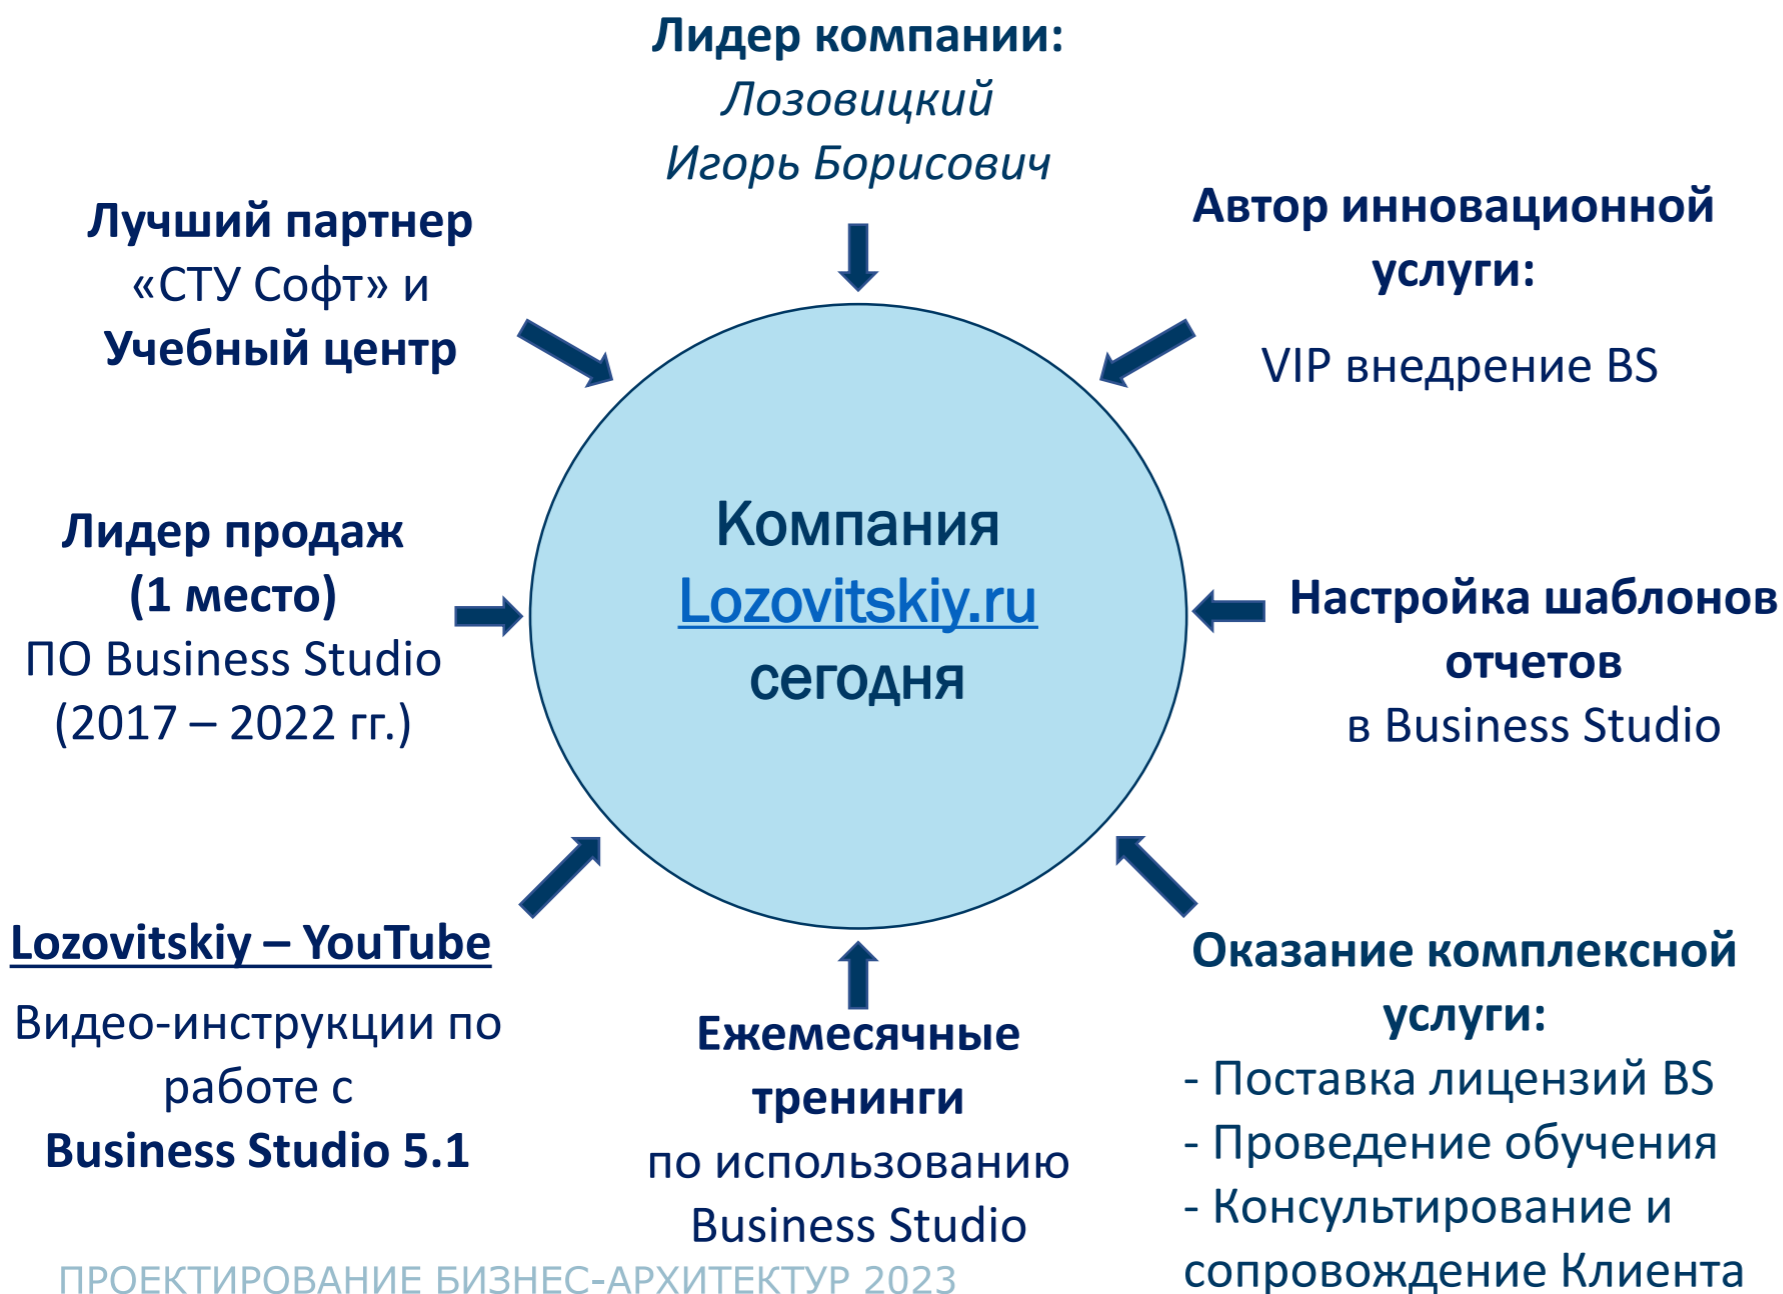 Лидер компании:
Лозовицкий
Игорь Борисович
Лучший партнер
«СТУ Софт» и
Учебный центр
Автор инновационной
услуги:
VIP внедрение BS
Лидер продаж
(1 место)
ПО Business Studio
(2017 – 2022 гг.)
Компания
Lozovitskiy.ru
сегодня
Настройка шаблонов
отчетов
в Business Studio
Lozovitskiy – YouTube
Видео-инструкции по
работе с
Business Studio 5.1
Ежемесячные
тренинги
по использованию
Business Studio
Оказание комплексной
услуги:
- Поставка лицензий BS
- Проведение обучения
- Консультирование и
сопровождение Клиента
ПРОЕКТИРОВАНИЕ БИЗНЕС-АРХИТЕКТУР 2023